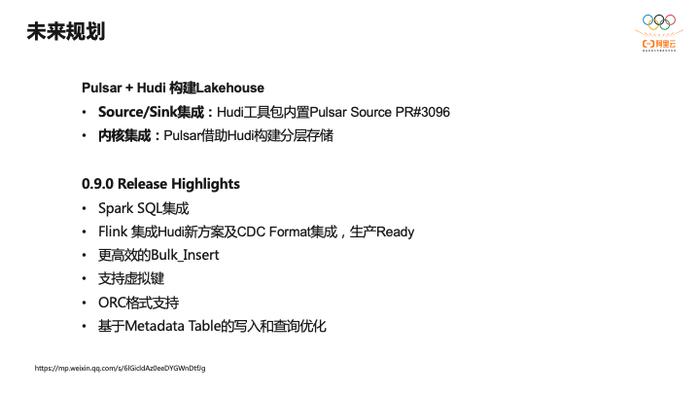 未来规划
阿里云
Pulsar + Hudi 构建Lakehouse
• Source/Sink集成：Hudi工具包内置Pulsar Source PR#3096
• 内核集成：Pulsar借助Hudi构建分层存储
0.9.0 Release Highlights
• Spark SQL集成
• Flink 集成Hudi新方案及CDC Format集成，生产Ready
• 更高效的Bulk_Insert
• 支持虚拟键
• ORC格式支持
• 基于Metadata Table的写入和查询优化